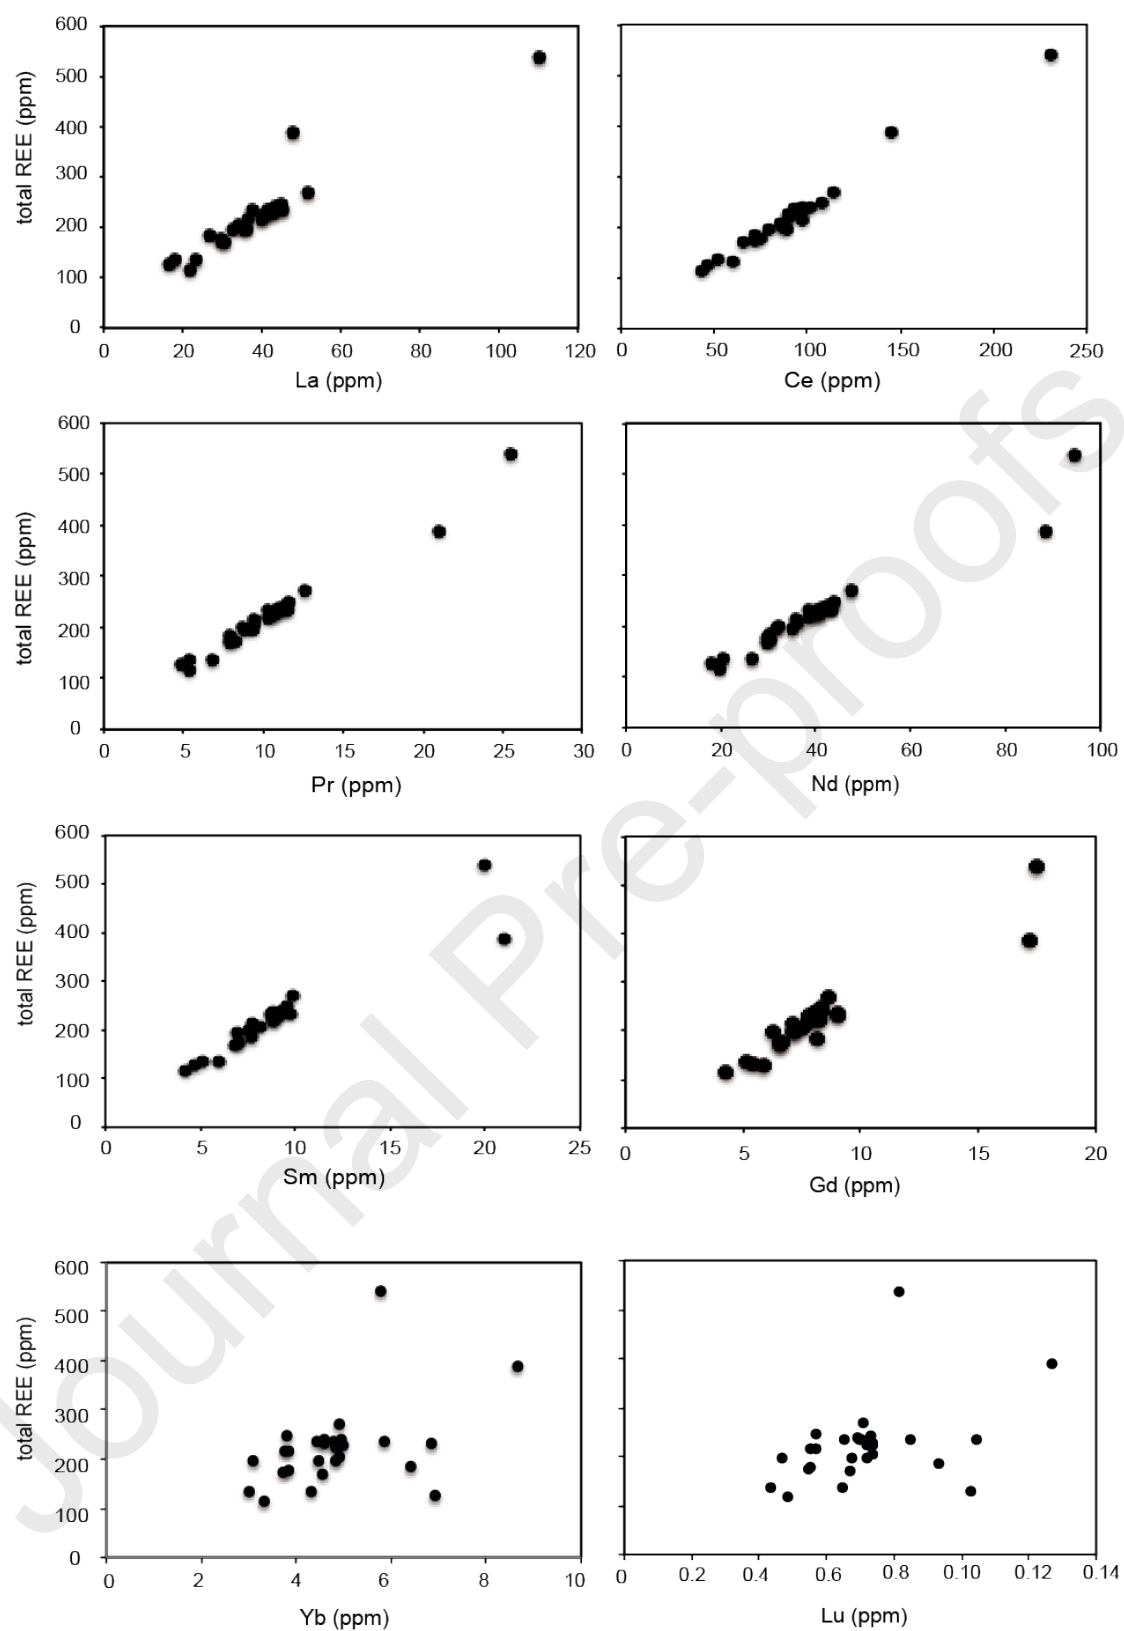 600
500
400
300
200
100
0
total REE (ppm)
0 20 40 60 80 100 120
La (ppm)
0 50 100 150 200 250
Ce (ppm)
600
500
400
300
200
100
0
total REE (ppm)
0 5 10 15 20 25 30
Pr (ppm)
0 20 40 60 80 100
Nd (ppm)
600
500
400
300
200
100
0
total REE (ppm)
0 5 10 15 20 25
Sm (ppm)
0 5 10 15 20
Gd (ppm)
600
500
400
300
200
100
0
total REE (ppm)
0 2 4 6 8 10
Yb (ppm)
0 0.2 0.4 0.6 0.8 0.10 0.12 0.14
Lu (ppm)
Journal Pre-proofs